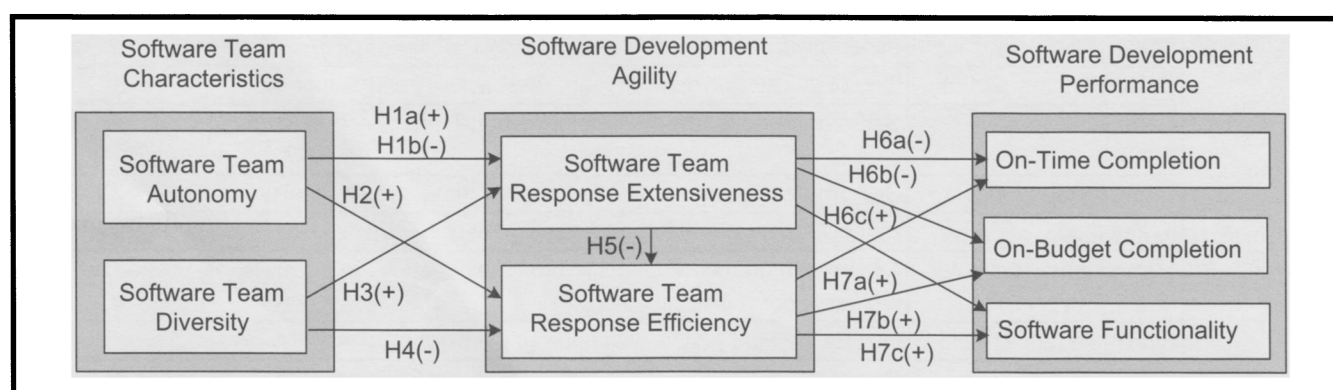 Software Team
Characteristics
Software Development
Agility
Software Development
Performance
Software Team
Autonomy
Software Team
Diversity
H1a(+)
H1b(-)
H2(+)
H3(+)
H4(-)
Software Team
Response Extensiveness
H5(-)
Software Team
Response Efficiency
H6a(-)
H6b(-)
H6c(+)
H7a(+)
H7b(+)
H7c(+)
On-Time Completion
On-Budget Completion
Software Functionality